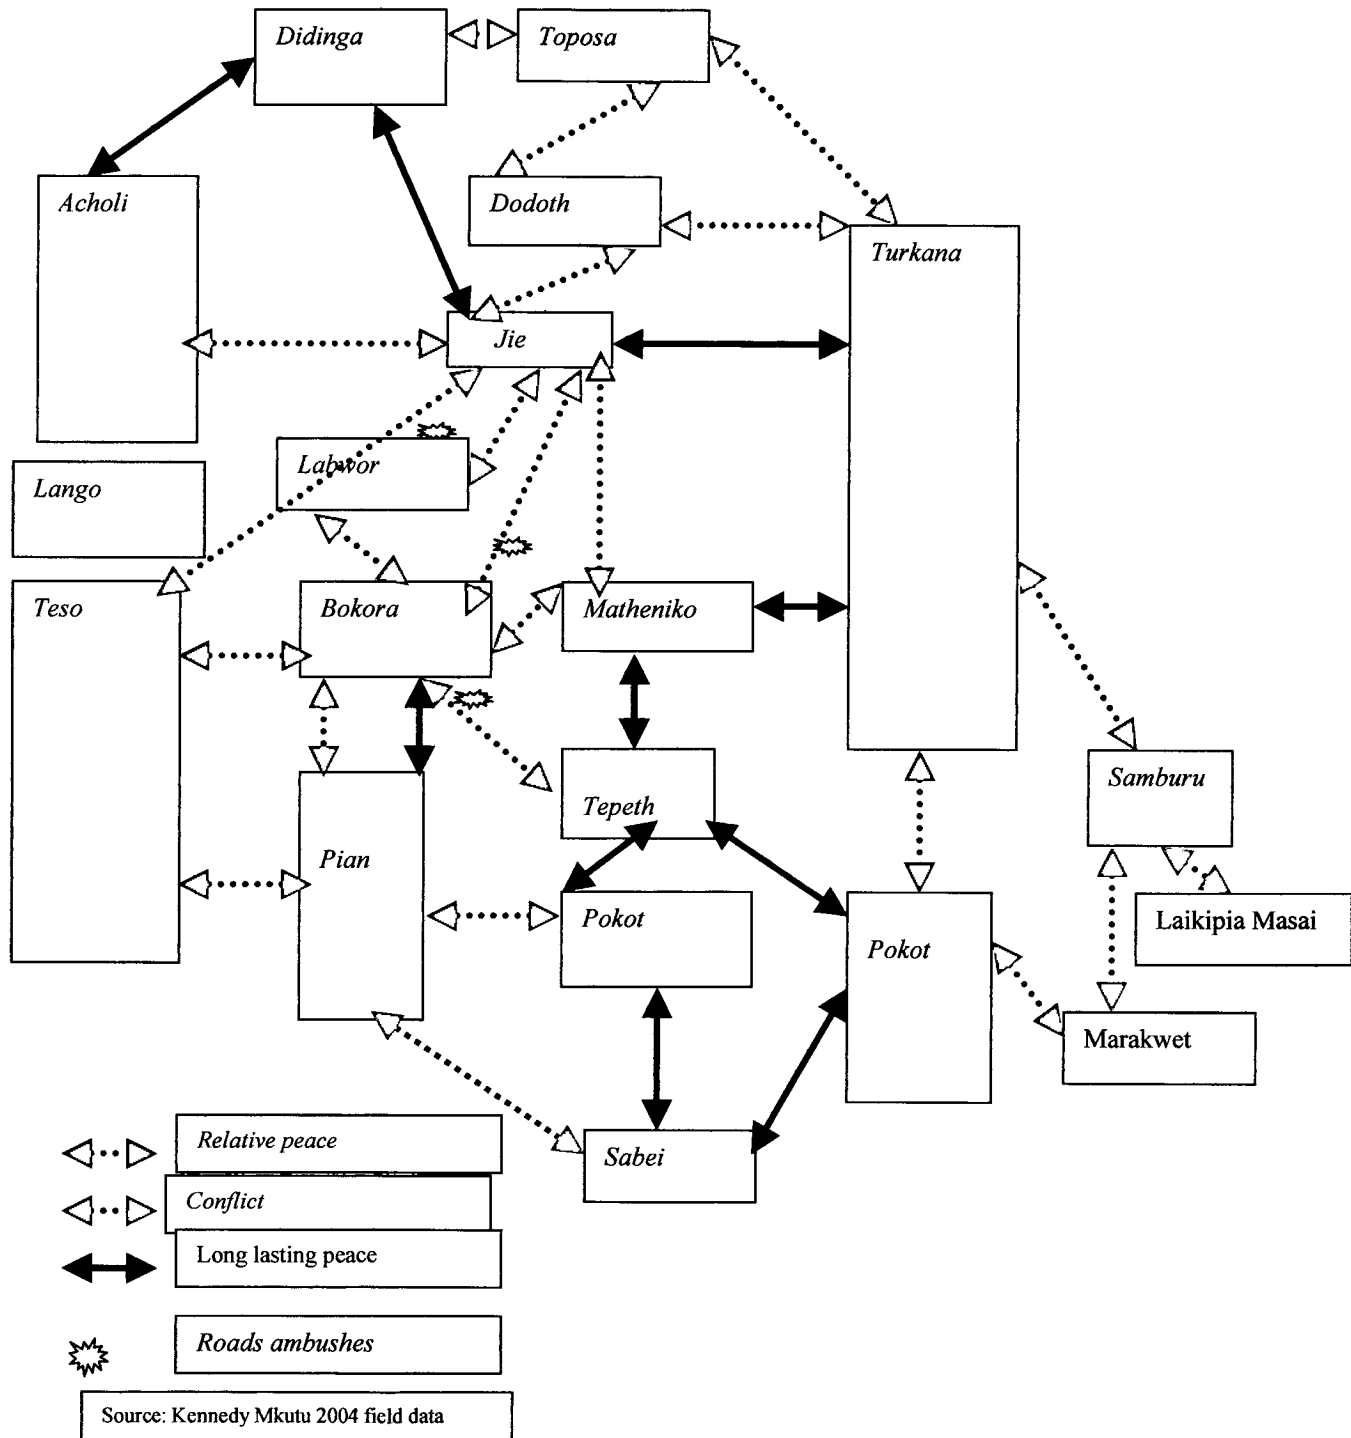 Didinga
Toposa
Acholi
Dodoth
Turkana
Jie
Labwor
Lango
Teso
Bokora
Matheniko
Samburu
Tepeth
Pian
Pokot
Pokot
Laikipia Masai
Marakwet
Sabei
Relative peace
Conflict
Long lasting peace
Roads ambushes
Source: Kennedy Mkutu 2004 field data